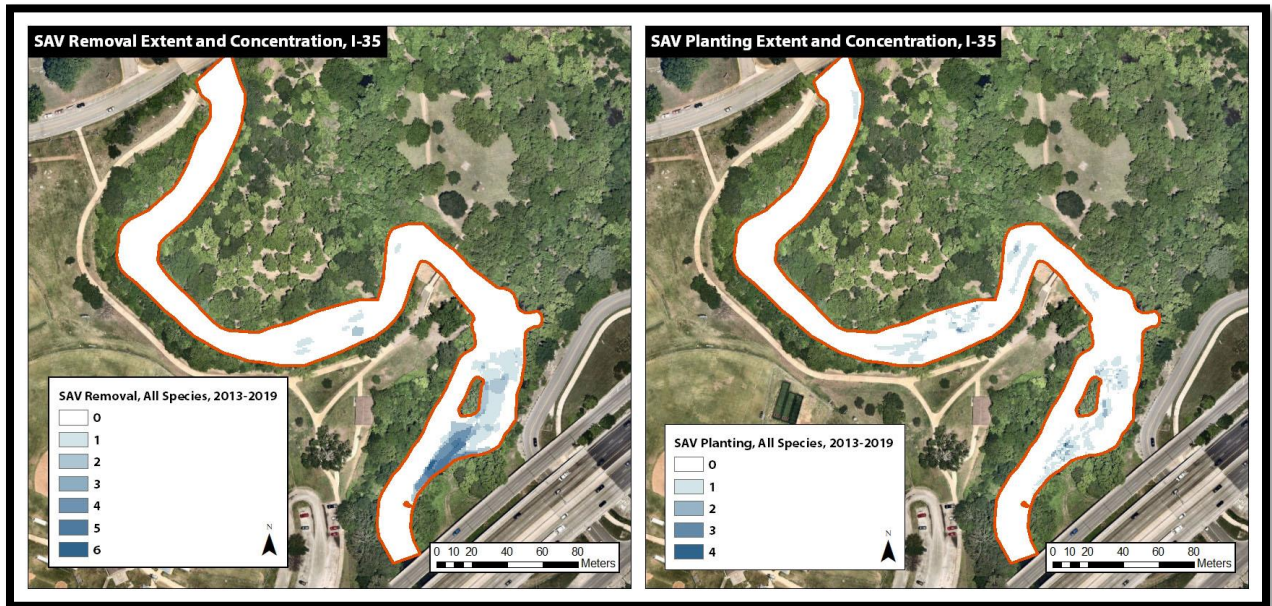 SAV Removal Extent and Concentration, I-35
SAV Removal, All Species, 2013-2019
0
1
2
3
4
5
6
N
0 10 20 40 60 80
Meters
SAV Planting Extent and Concentration, I-35
SAV Planting, All Species, 2013-2019
0
1
2
3
4
N
0 10 20 40 60 80
Meters